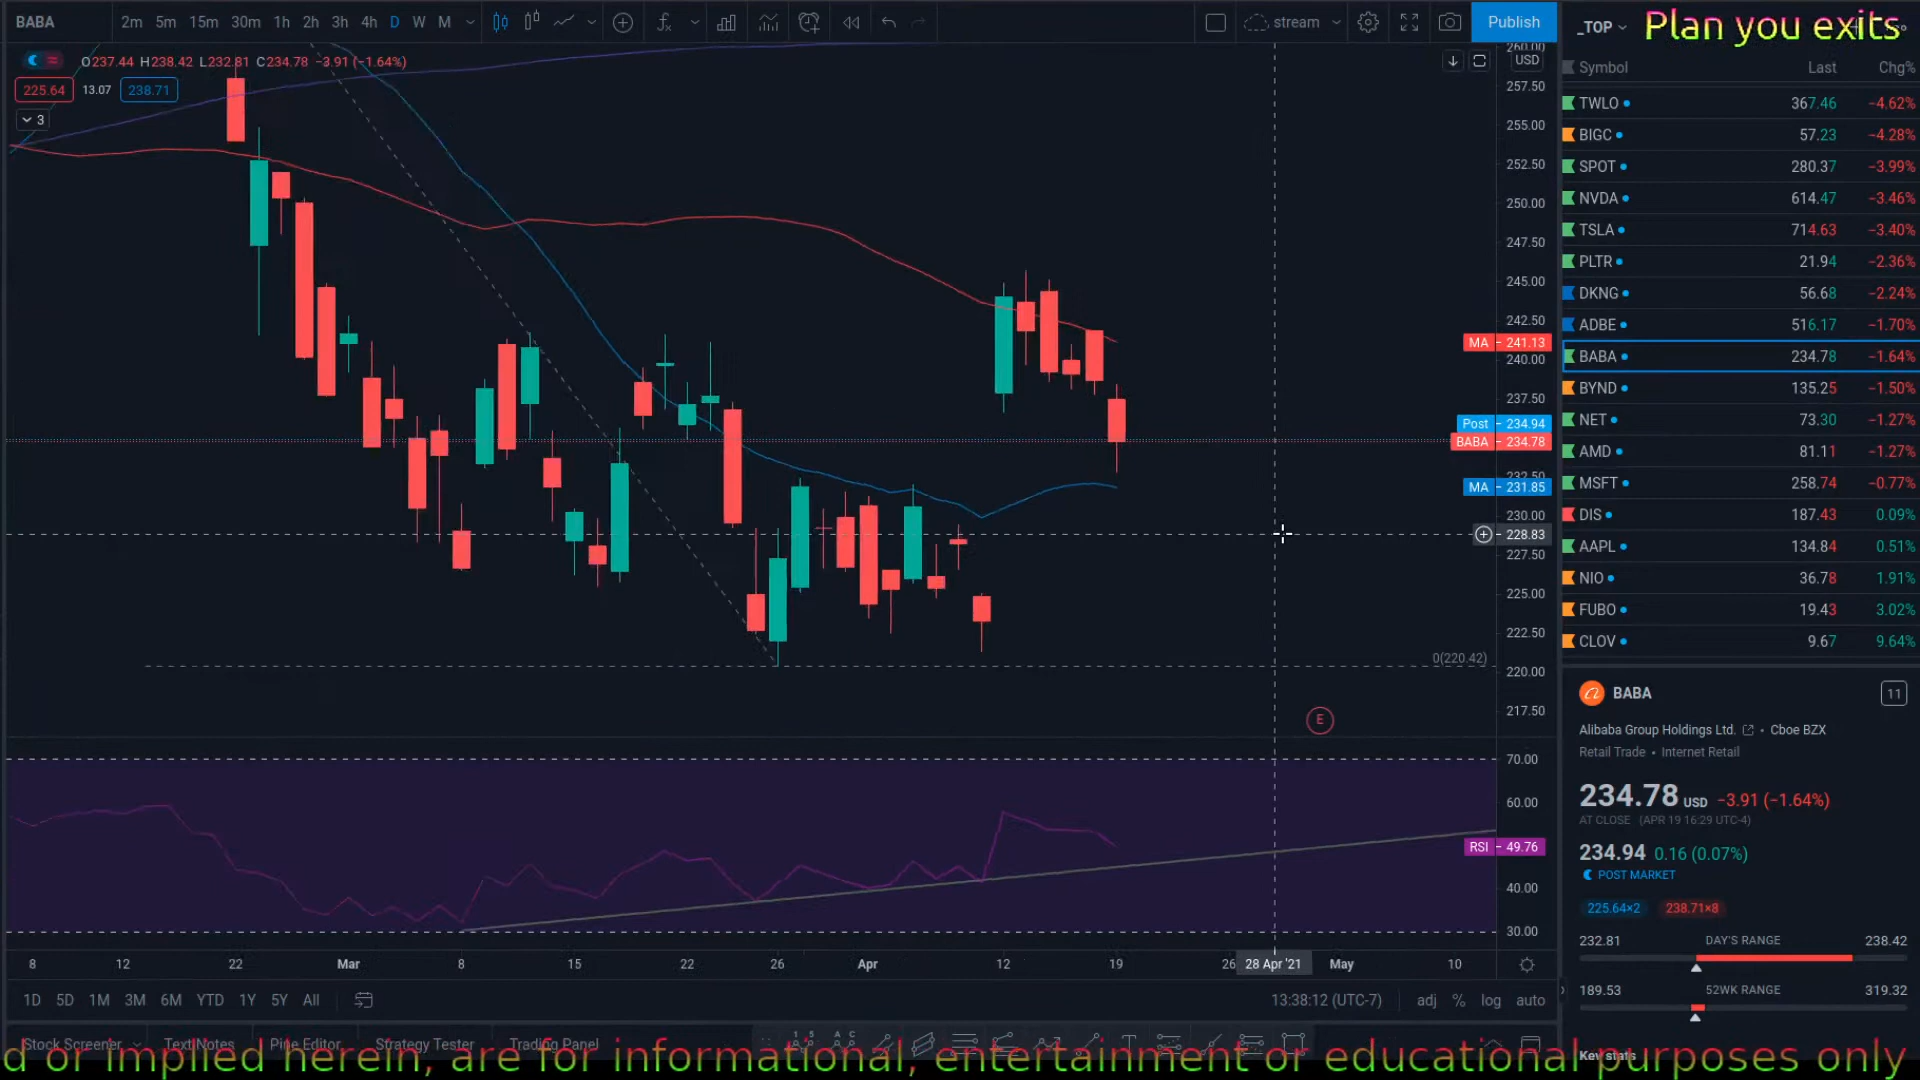 BABA 2m 5m 15m 30m 1h 2h 3h 4h D W M stream Publish
_TOP Plan you exits
O237.44 H238.42 L232.81 C234.78 −3.91 (−1.64%)
225.64 13.07 238.71
3
260.00
USD
257.50
255.00
252.50
250.00
247.50
245.00
242.50
MA 241.13
240.00
237.50
Post 234.94
BABA 234.78
232.50
MA 231.85
230.00
228.83
227.50
225.00
222.50
0(220.42)
220.00
217.50
E
70.00
60.00
RSI 49.76
40.00
30.00
8 12 22 Mar 8 15 22 26 Apr 12 19 26 28 Apr '21 May 10
1D 5D 1M 3M 6M YTD 1Y 5Y All 13:38:12 (UTC-7) adj % log auto
Stock Screener Text Notes Pine Editor Strategy Tester Trading Panel
Symbol Last Chg%
TWLO 367.46 −4.62%
BIGC 57.23 −4.28%
SPOT 280.37 −3.99%
NVDA 614.47 −3.46%
TSLA 714.63 −3.40%
PLTR 21.94 −2.36%
DKNG 56.68 −2.24%
ADBE 516.17 −1.70%
BABA 234.78 −1.64%
BYND 135.25 −1.50%
NET 73.30 −1.27%
AMD 81.11 −1.27%
MSFT 258.74 −0.77%
DIS 187.43 0.09%
AAPL 134.84 0.51%
NIO 36.78 1.91%
FUBO 19.43 3.02%
CLOV 9.67 9.64%
BABA 11
Alibaba Group Holdings Ltd. • Cboe BZX
Retail Trade • Internet Retail
234.78 USD −3.91 (−1.64%)
AT CLOSE (APR 19 16:29 UTC-4)
234.94 0.16 (0.07%)
POST MARKET
225.64×2 238.71×8
232.81 DAY'S RANGE 238.42
189.53 52WK RANGE 319.32
Key stats
d or implied herein, are for informational, entertainment or educational purposes only